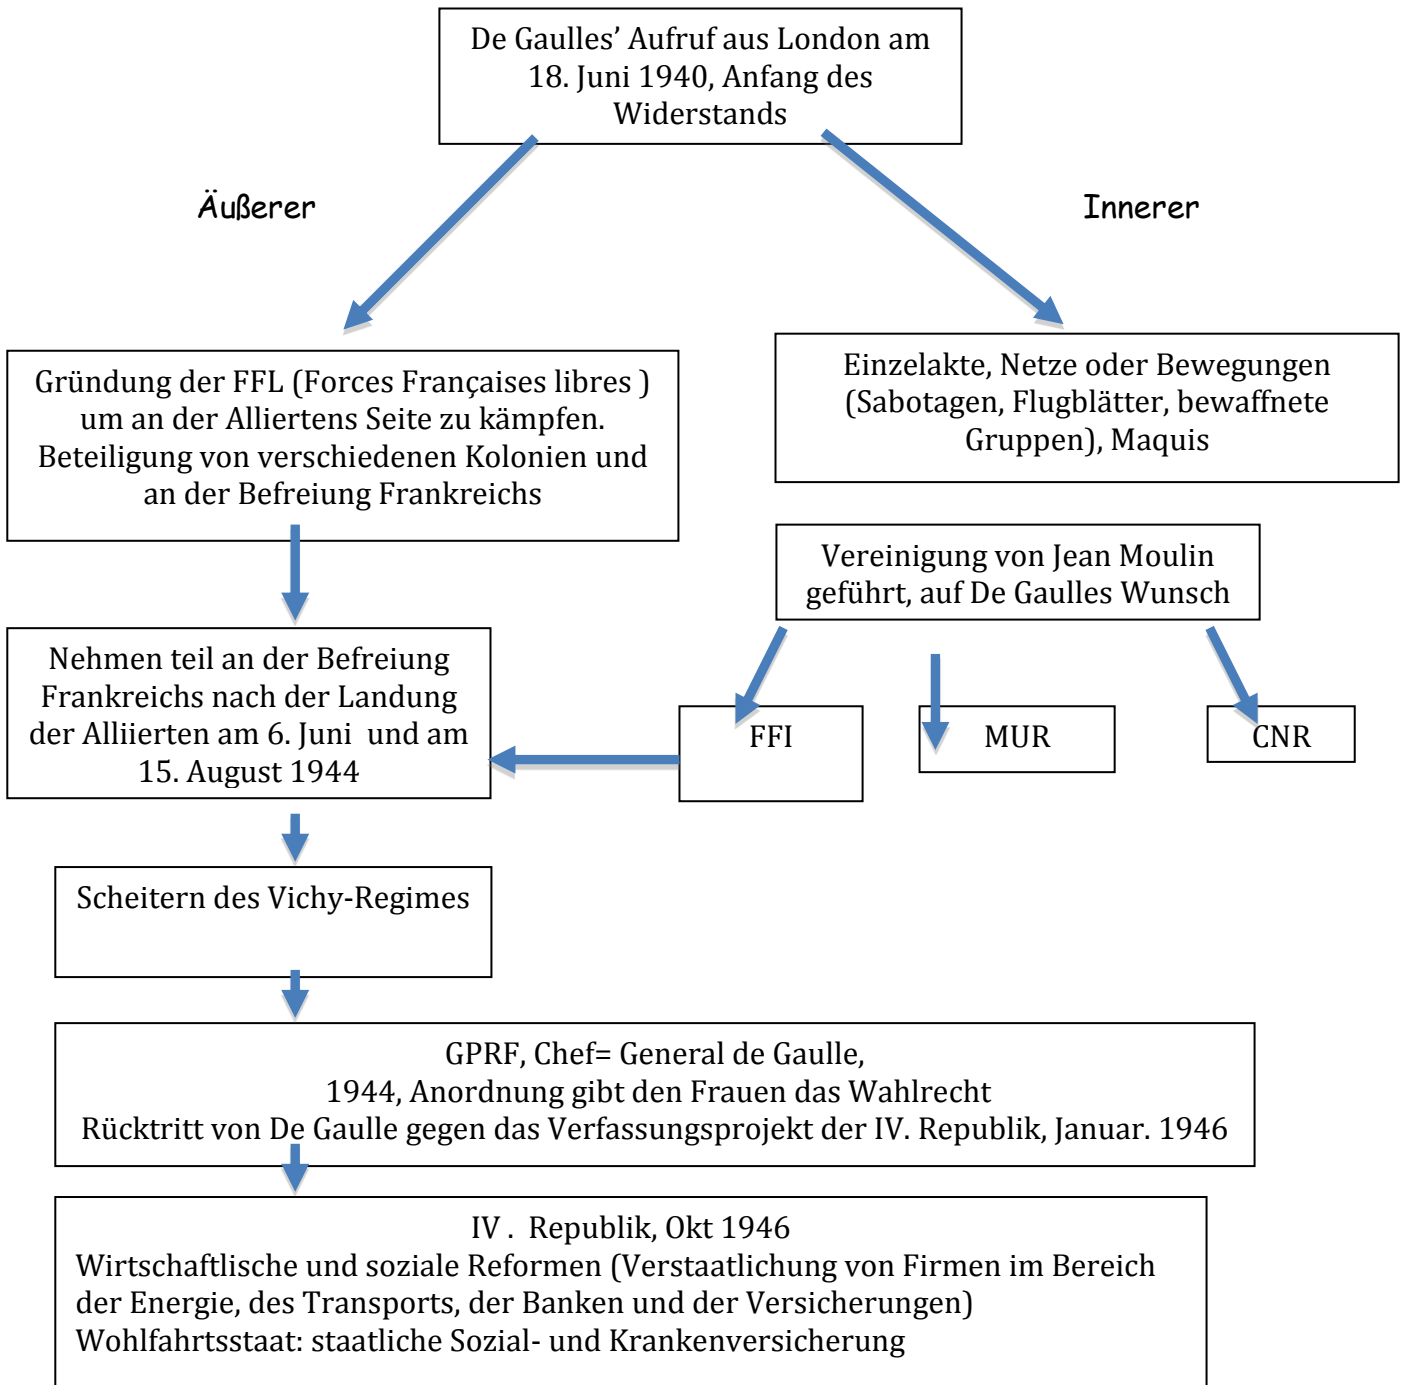 De Gaulles’ Aufruf aus London am
18. Juni 1940, Anfang des
Widerstands
Äußerer
Innerer
Gründung der FFL (Forces Françaises libres )
um an der Alliertens Seite zu kämpfen.
Beteiligung von verschiedenen Kolonien und
an der Befreiung Frankreichs
Einzelakte, Netze oder Bewegungen
(Sabotagen, Flugblätter, bewaffnete
Gruppen), Maquis
Vereinigung von Jean Moulin
geführt, auf De Gaulles Wunsch
Nehmen teil an der Befreiung
Frankreichs nach der Landung
der Alliierten am 6. Juni  und am
15. August 1944
FFI
MUR
CNR
Scheitern des Vichy-Regimes
GPRF, Chef= General de Gaulle,
1944, Anordnung gibt den Frauen das Wahlrecht
Rücktritt von De Gaulle gegen das Verfassungsprojekt der IV. Republik, Januar. 1946
IV .  Republik, Okt 1946
Wirtschaftlische und soziale Reformen (Verstaatlichung von Firmen im Bereich
der Energie, des Transports, der Banken und der Versicherungen)
Wohlfahrtsstaat: staatliche Sozial- und Krankenversicherung